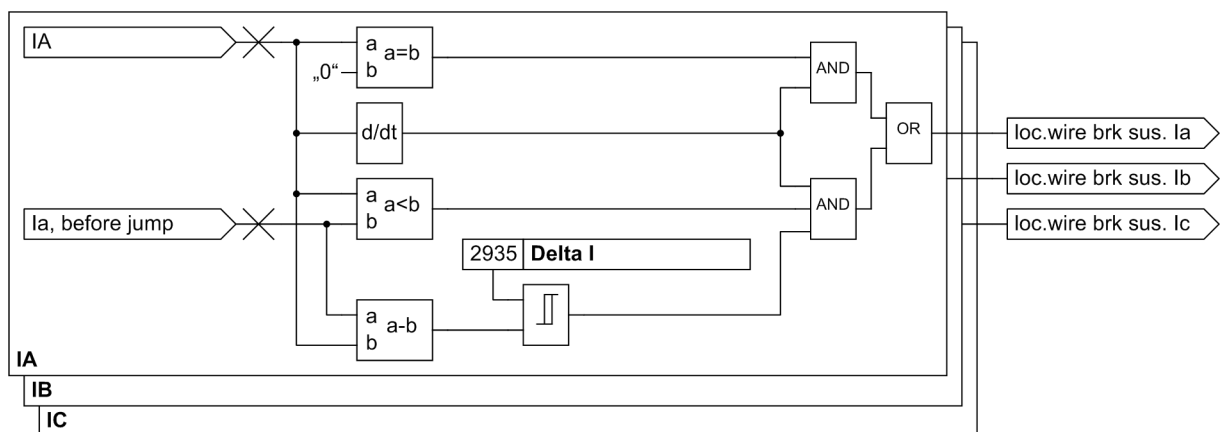 IA
a a=b
„0“ b
AND
d/dt
OR
loc.wire brk sus. Ia
loc.wire brk sus. Ib
loc.wire brk sus. Ic
a a<b
b
AND
Ia, before jump
2935 Delta I
a a-b
b
IA
IB
IC